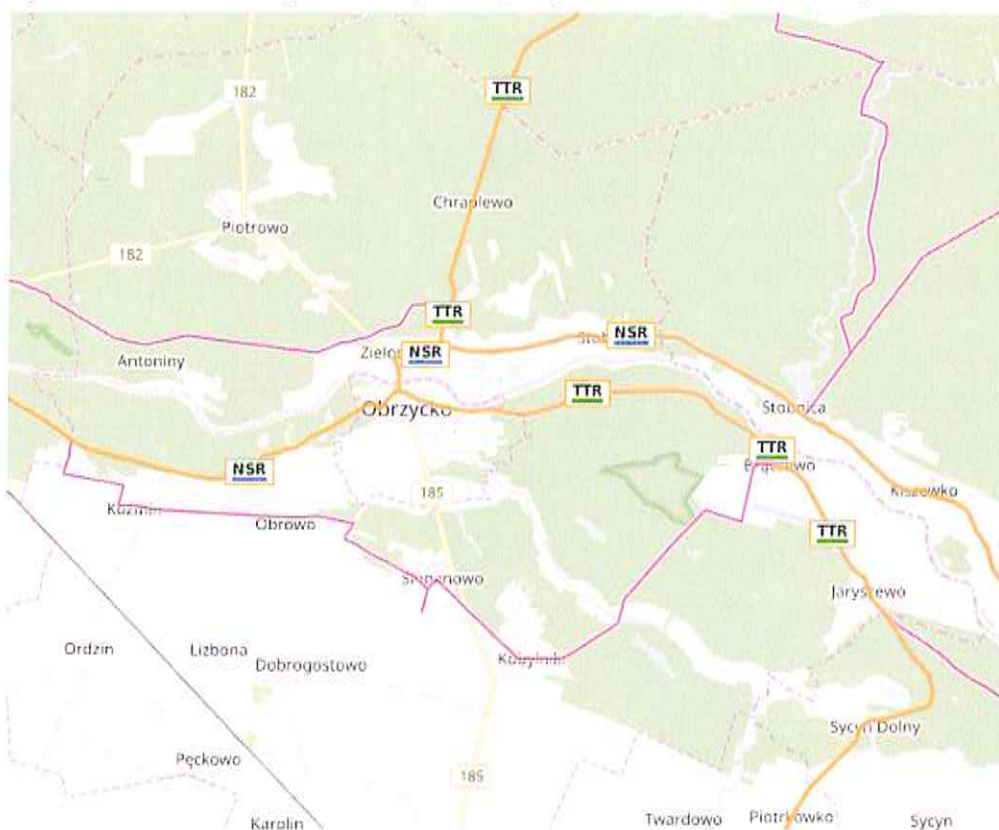 TTR
182
Chraplewo
Piotrowo
182
TTR
NSR
NSR
Antoniny
TTR
Obrzycko
Stobnica
TTR
NSR
185
Kiszewko
Obrowo
TTR
Jaryszewo
Ordzin
Lizbona
Dobrogostowo
Sycyn Dolny
Pęckowo
185
Karolin
Twardowo
Piotrkowko
Sycyn